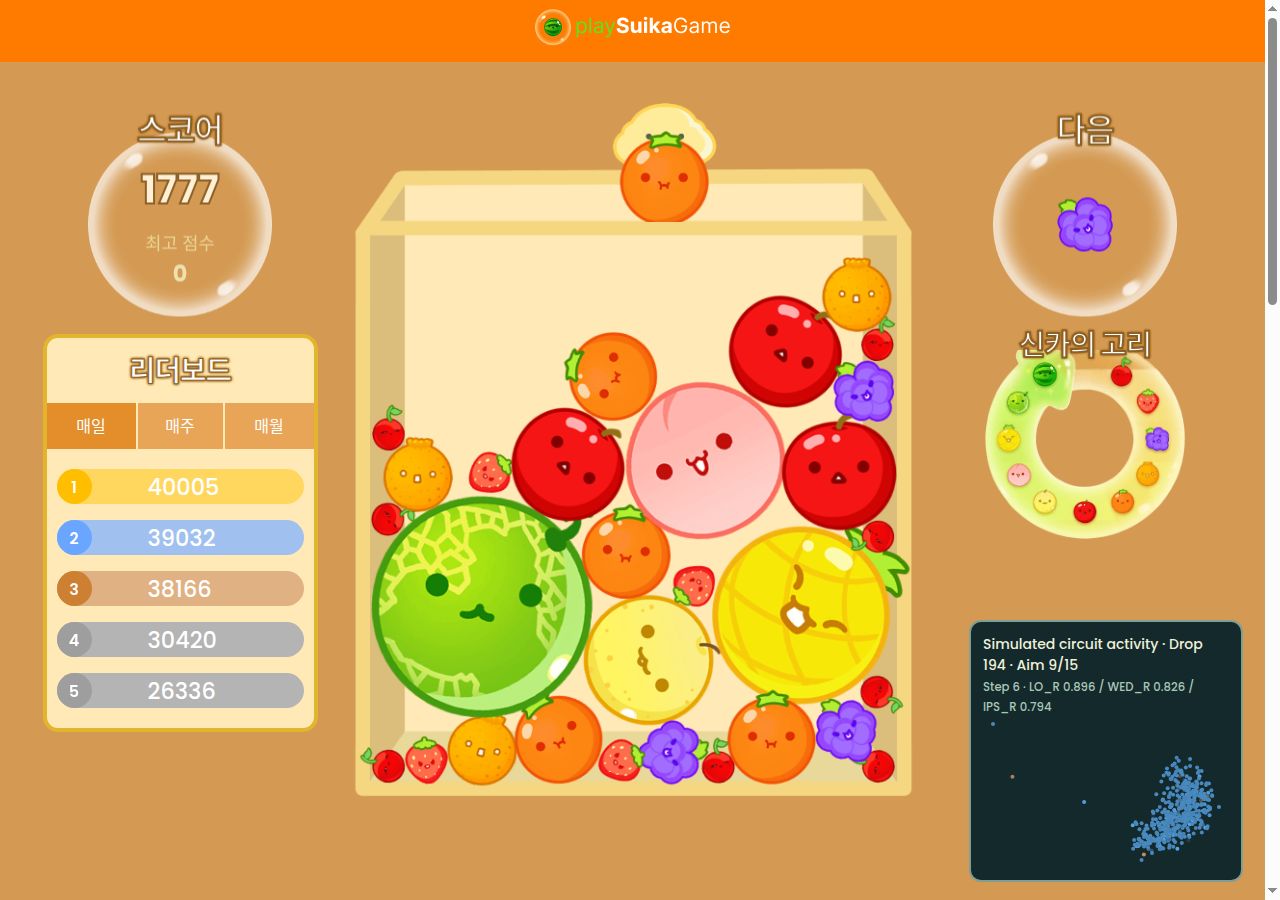 playSuikaGame
스코어
1777
최고 점수
0
리더보드
매일
매주
매월
1
40005
2
39032
3
38166
4
30420
5
26336
다음
신카의 고리
Simulated circuit activity · Drop
194 · Aim 9/15
Step 6 · LO_R 0.896 / WED_R 0.826 /
IPS_R 0.794